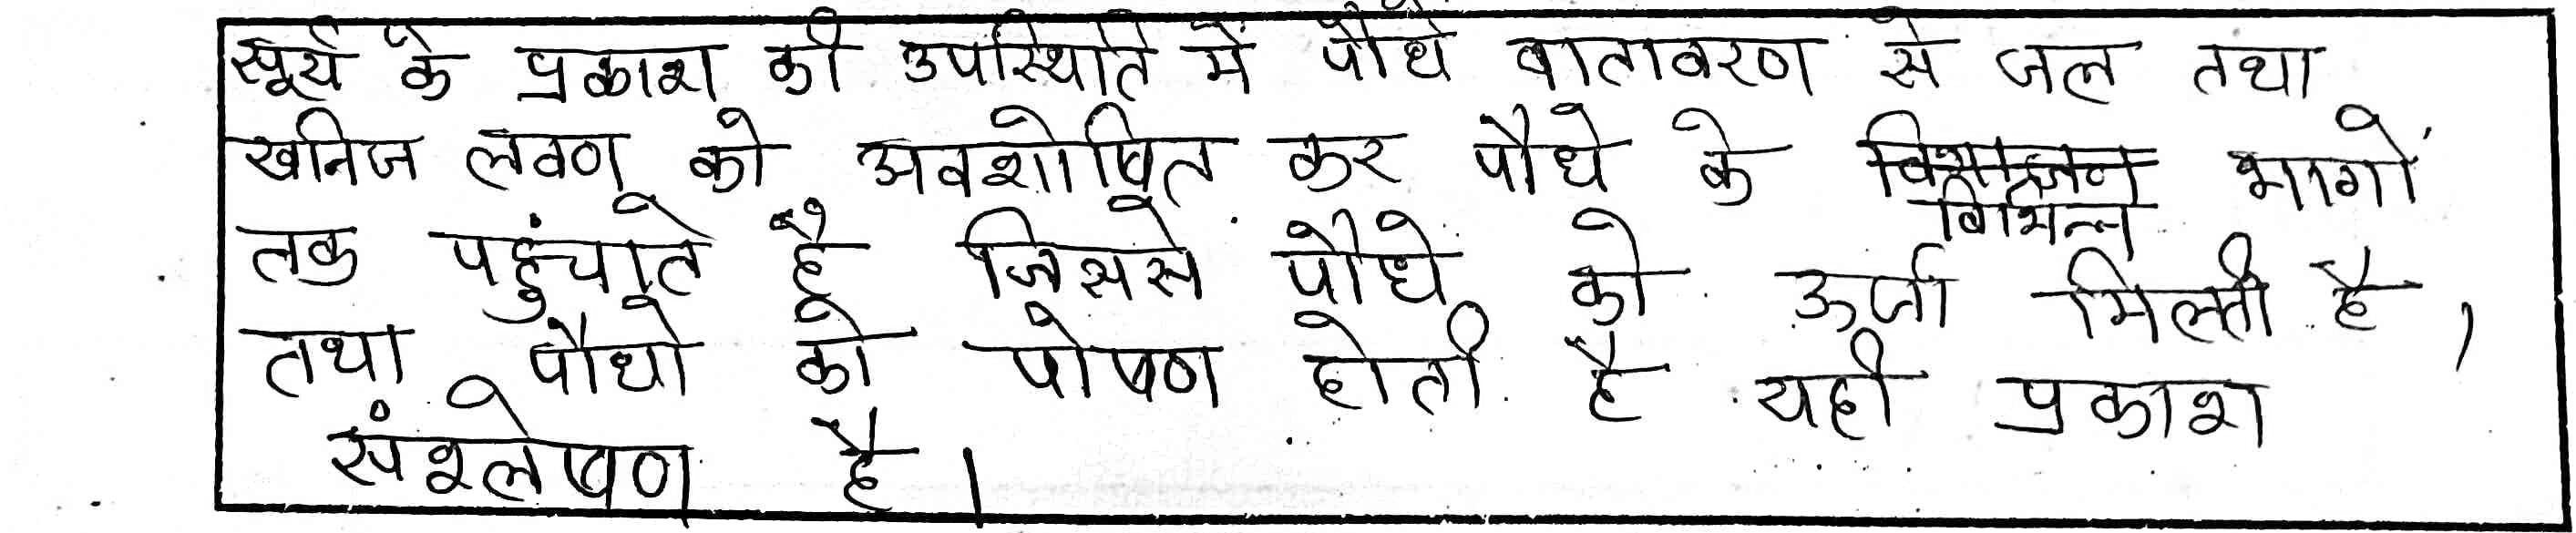 सूर्य के प्रकाश की उपस्थिति में पौधे वातावरण से जल तथा
खनिज लवण को अवशोषित कर पौधे के विभाजन भागों
विभिन्न
तक पहुंचाते है जिससे पौधे को ऊर्जा मिलती है,
तथा पौधो को पोषण होती है यही प्रकाश
संश्लेषण है।